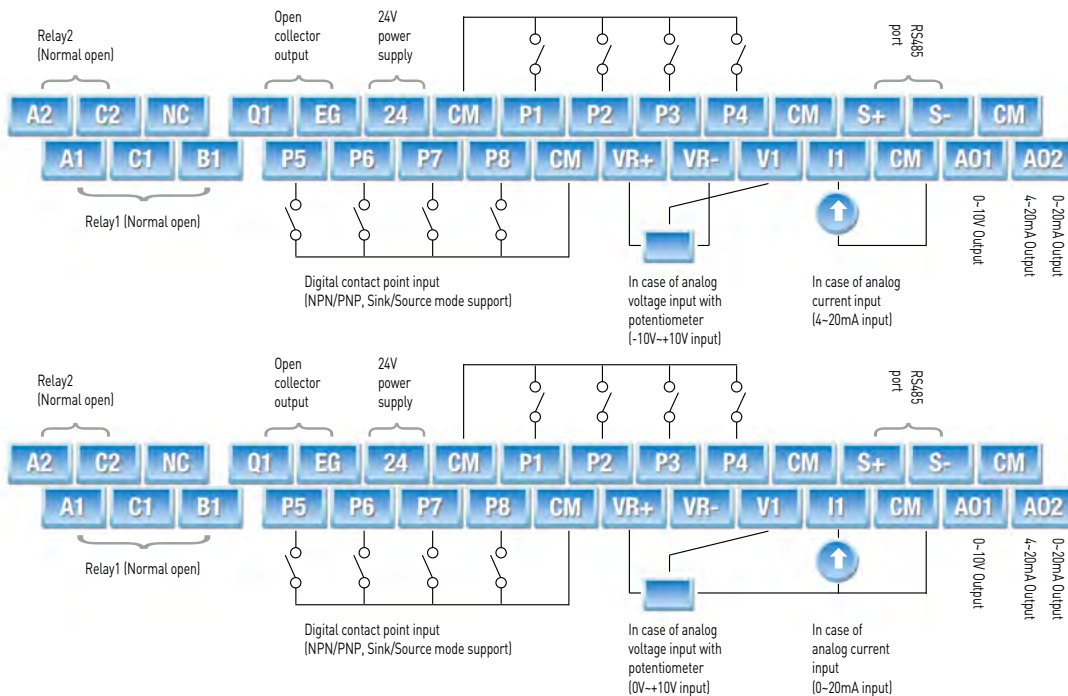 Relay2
(Normal open)
Open
collector
output
24V
power
supply
RS485
port
A2 C2 NC Q1 EG 24 CM P1 P2 P3 P4 CM S+ S- CM
A1 C1 B1 P5 P6 P7 P8 CM VR+ VR- V1 I1 CM AO1 AO2
Relay1 (Normal open)
Digital contact point input
(NPN/PNP, Sink/Source mode support)
In case of analog
voltage input with
potentiometer
(-10V~+10V input)
In case of analog
current input
(4~20mA input)
0~10V Output
4~20mA Output
0~20mA Output
Relay2
(Normal open)
Open
collector
output
24V
power
supply
RS485
port
A2 C2 NC Q1 EG 24 CM P1 P2 P3 P4 CM S+ S- CM
A1 C1 B1 P5 P6 P7 P8 CM VR+ VR- V1 I1 CM AO1 AO2
Relay1 (Normal open)
Digital contact point input
(NPN/PNP, Sink/Source mode support)
In case of analog
voltage input with
potentiometer
(0V~+10V input)
In case of
analog current
input
(0~20mA input)
0~10V Output
4~20mA Output
0~20mA Output